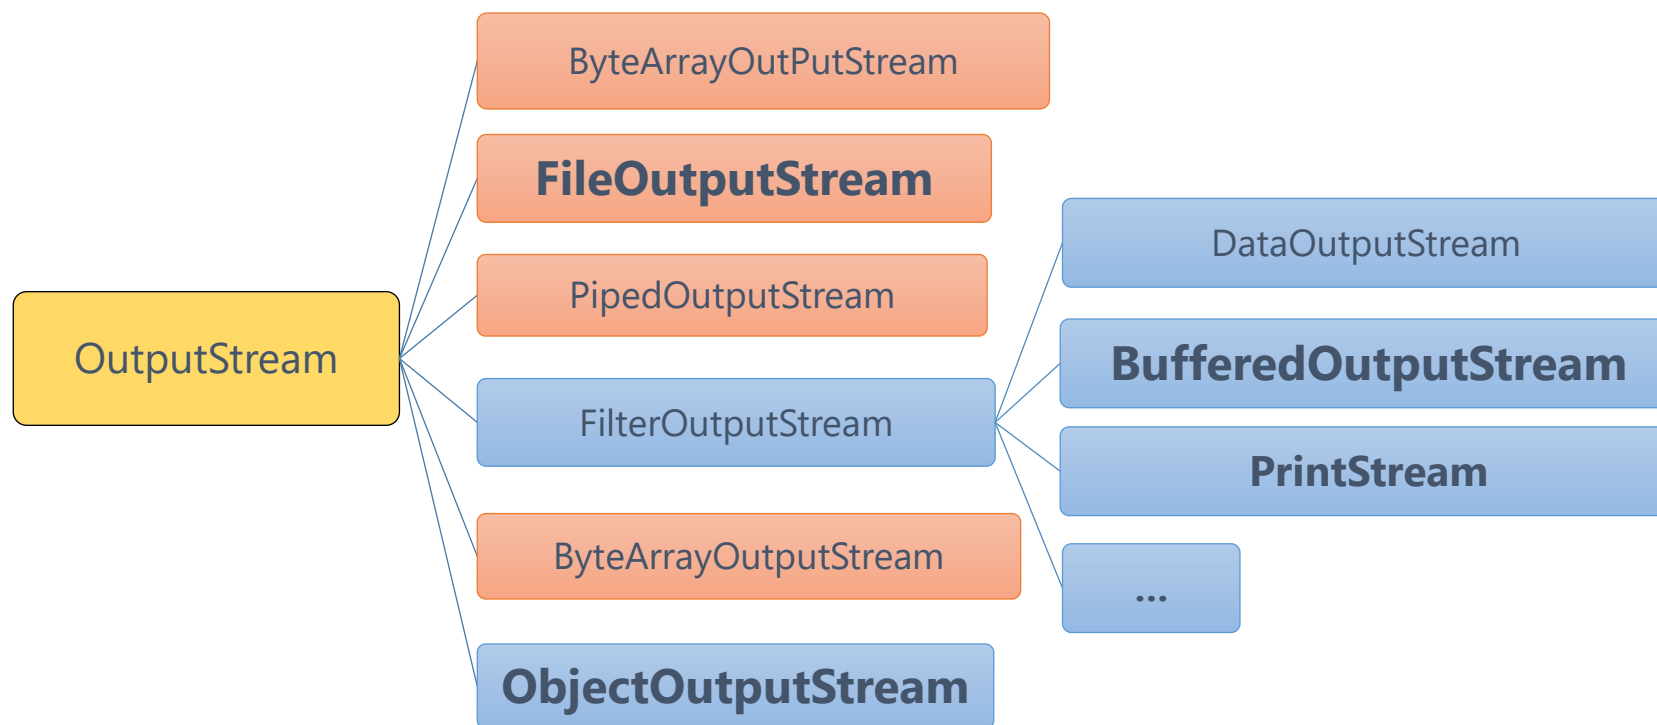 OutputStream
ByteArrayOutPutStream
FileOutputStream
PipedOutputStream
FilterOutputStream
ByteArrayOutputStream
ObjectOutputStream
DataOutputStream
BufferedOutputStream
PrintStream
...